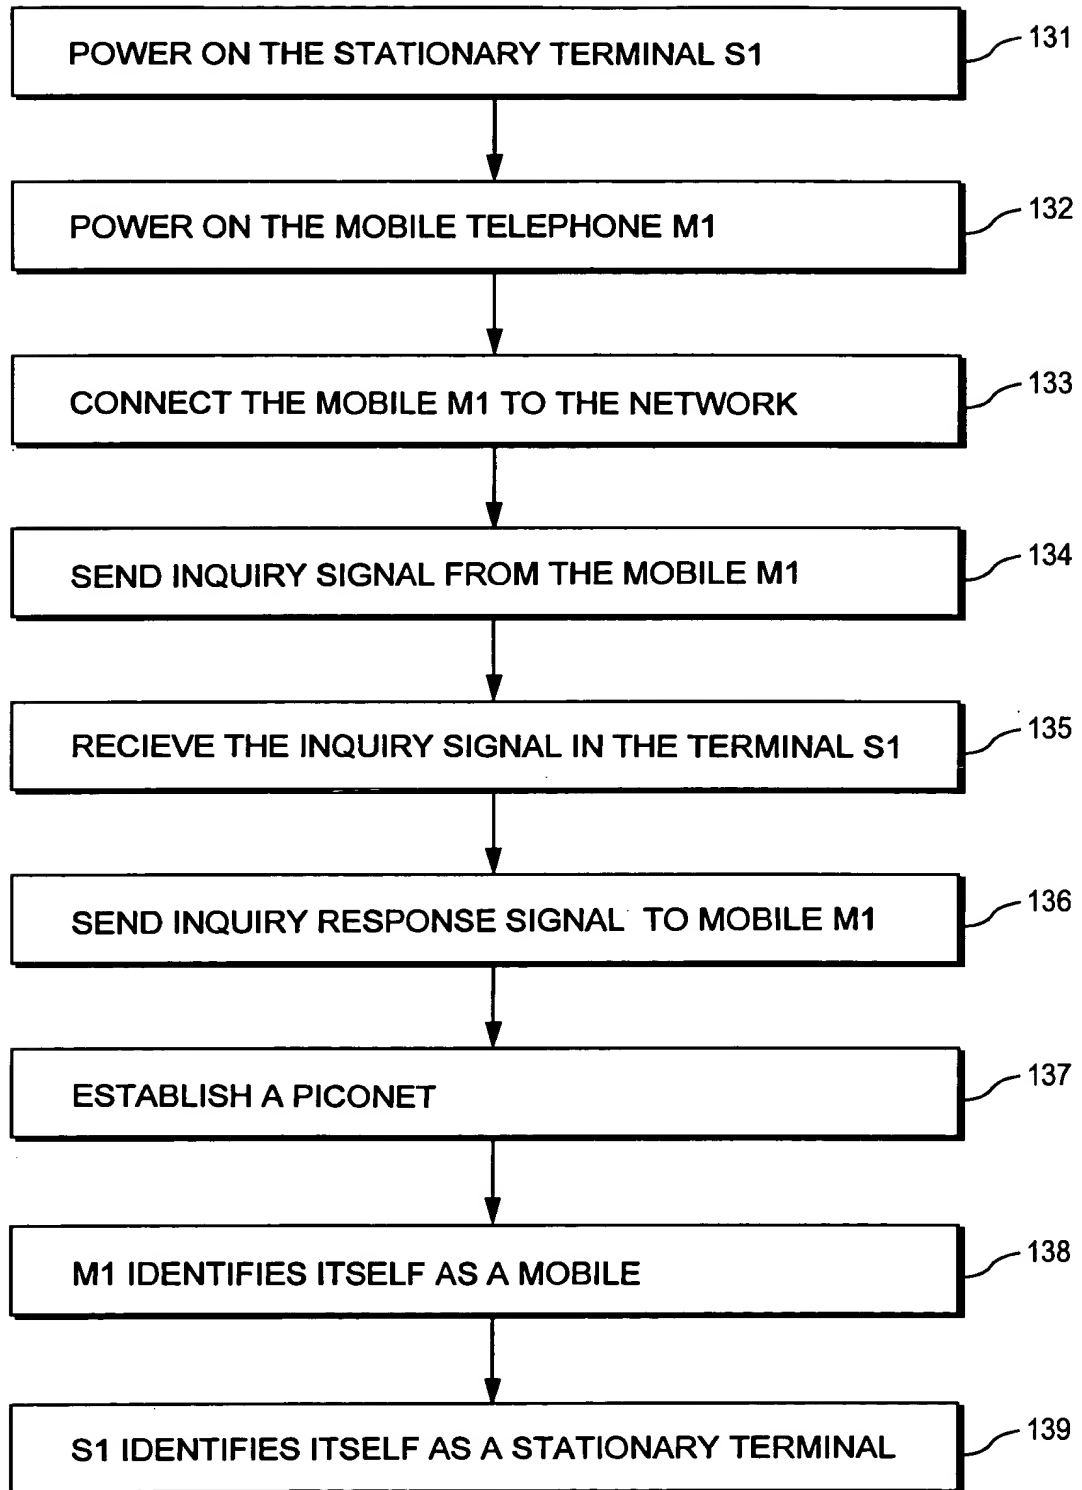 POWER ON THE STATIONARY TERMINAL S1
131
POWER ON THE MOBILE TELEPHONE M1
132
CONNECT THE MOBILE M1 TO THE NETWORK
133
SEND INQUIRY SIGNAL FROM THE MOBILE M1
134
RECIEVE THE INQUIRY SIGNAL IN THE TERMINAL S1
135
SEND INQUIRY RESPONSE SIGNAL TO MOBILE M1
136
ESTABLISH A PICONET
137
M1 IDENTIFIES ITSELF AS A MOBILE
138
S1 IDENTIFIES ITSELF AS A STATIONARY TERMINAL
139